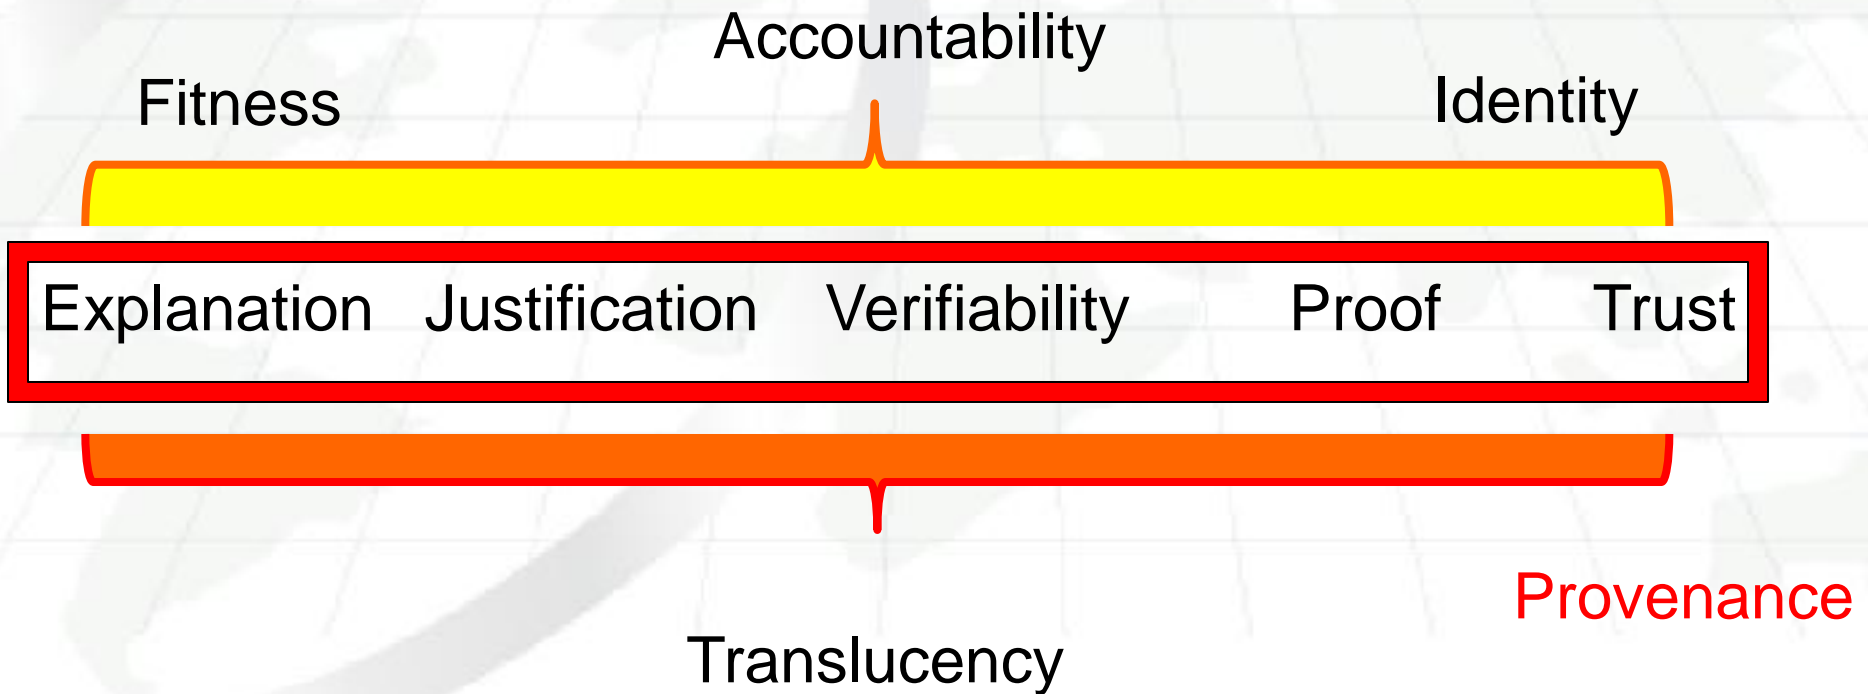 Accountability
Fitness Identity
Explanation Justification Verifiability Proof Trust
Provenance
Translucency